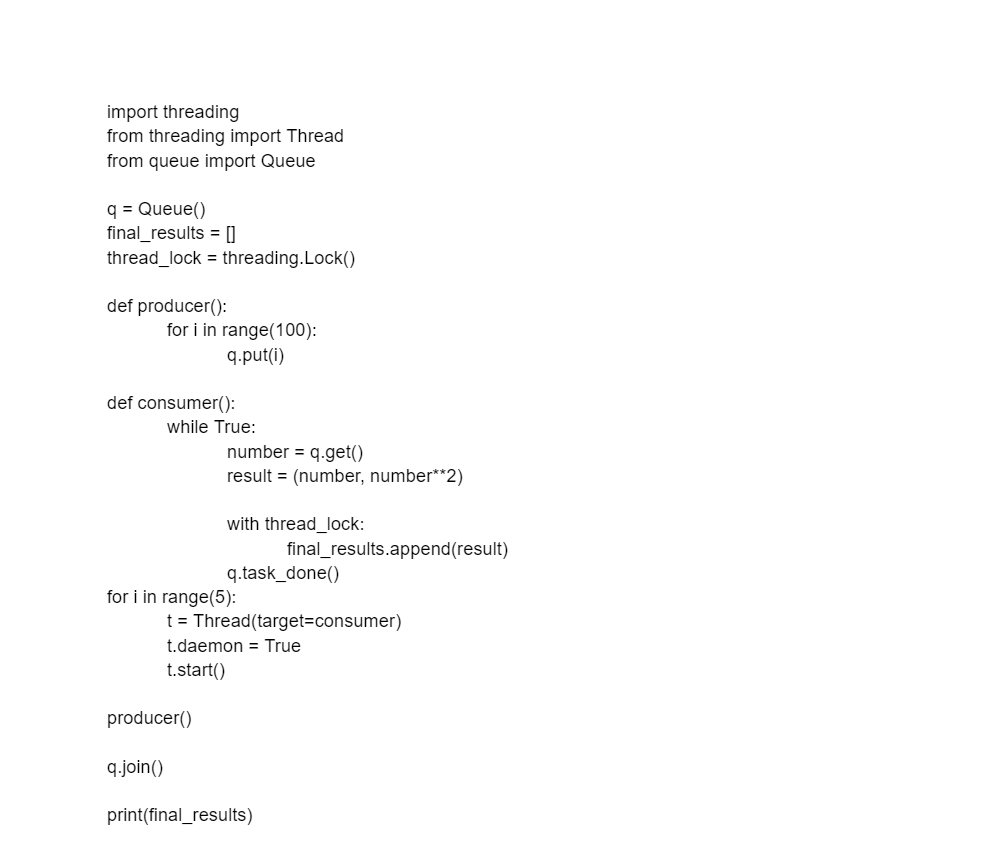 import threading
from threading import Thread
from queue import Queue

q = Queue()
final_results = []
thread_lock = threading.Lock()

def producer():
	for i in range(100):
		q.put(i)

def consumer():
	while True:
		number = q.get()
		result = (number, number**2)

		with thread_lock:
			final_results.append(result)
		q.task_done()
for i in range(5):
	t = Thread(target=consumer)
	t.daemon = True
	t.start()

producer()

q.join()

print(final_results)